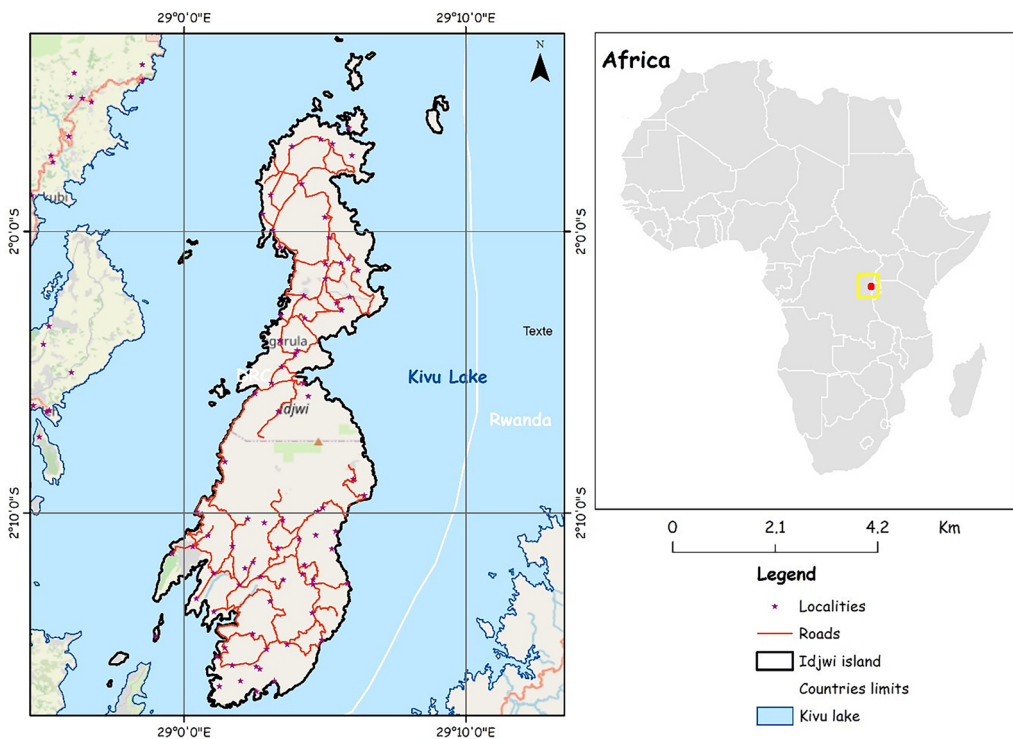 29°0'0"E
29°10'0"E
N
2°0'0"S
2°10'0"S
garula
Idjwi
Kivu Lake
Texte
Rwanda
29°0'0"E
29°10'0"E
Africa
2°0'0"S
2°10'0"S
0
2.1
4.2
Km
Legend
Localities
Roads
Idjwi island
Countries limits
Kivu lake